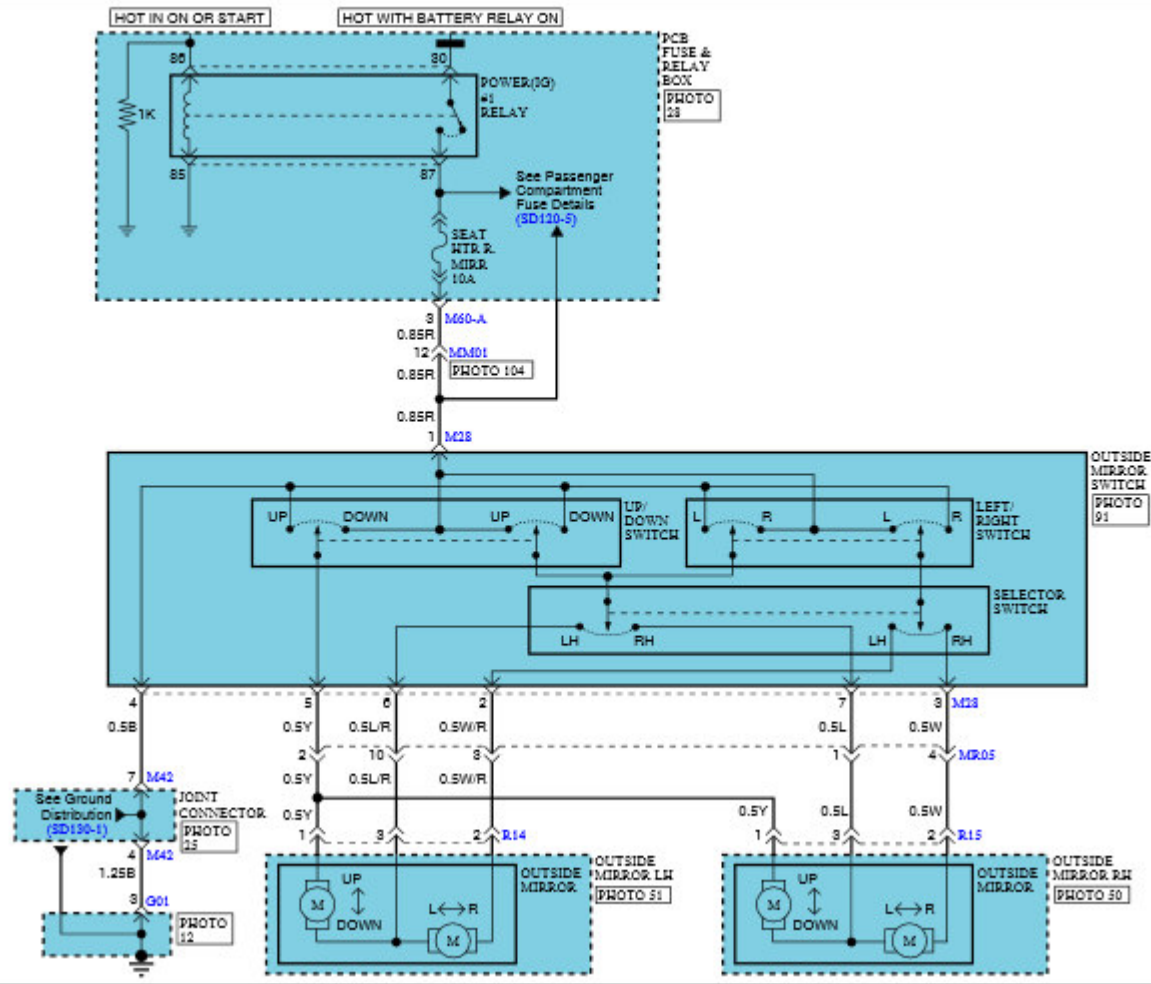 HOT IN ON OR START
HOT WITH BATTERY RELAY ON
PCB
FUSE &
RELAY
BOX
PHOTO
28
86
30
POWER(IG)
#1
RELAY
1K
85
87
See Passenger
Compartment
Fuse Details
(SD120-5)
SEAT
HTR R.
MIRR
10A
3 M60-A
0.85R
12 MM01
PHOTO 104
0.85R
0.85R
1 M28
OUTSIDE
MIRROR
SWITCH
PHOTO
91
UP DOWN UP DOWN
UP/
DOWN
SWITCH
L R L R
LEFT/
RIGHT
SWITCH
SELECTOR
SWITCH
LH RH LH RH
4 5 6 2 7 3 M28
0.5B 0.5Y 0.5L/R 0.5W/R 0.5L 0.5W
2 10 3 1 4 MR05
7 M42
0.5Y 0.5L/R 0.5W/R
See Ground
Distribution
(SD130-1)
JOINT
CONNECTOR
PHOTO
25
0.5Y 0.5Y 0.5L 0.5W
1 3 2 R14 1 3 2 R15
4 M42
1.25B
3 G01
PHOTO
12
OUTSIDE
MIRROR
OUTSIDE
MIRROR LH
PHOTO 51
UP
DOWN
M
L R
M
OUTSIDE
MIRROR
OUTSIDE
MIRROR RH
PHOTO 50
UP
DOWN
M
L R
M